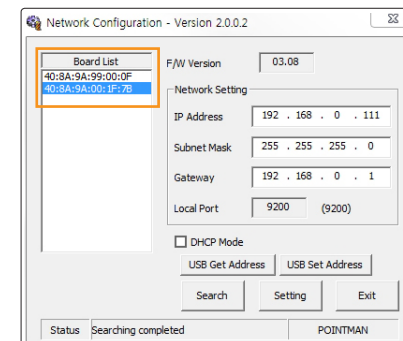 Network Configuration - Version 2.0.0.2
Board List
40:8A:9A:99:00:0F
40:8A:9A:00:1F:7B
F/W Version 03.08
Network Setting
IP Address 192 . 168 . 0 . 111
Subnet Mask 255 . 255 . 255 . 0
Gateway 192 . 168 . 0 . 1
Local Port 9200 (9200)
DHCP Mode
USB Get Address USB Set Address
Search Setting Exit
Status Searching completed POINTMAN